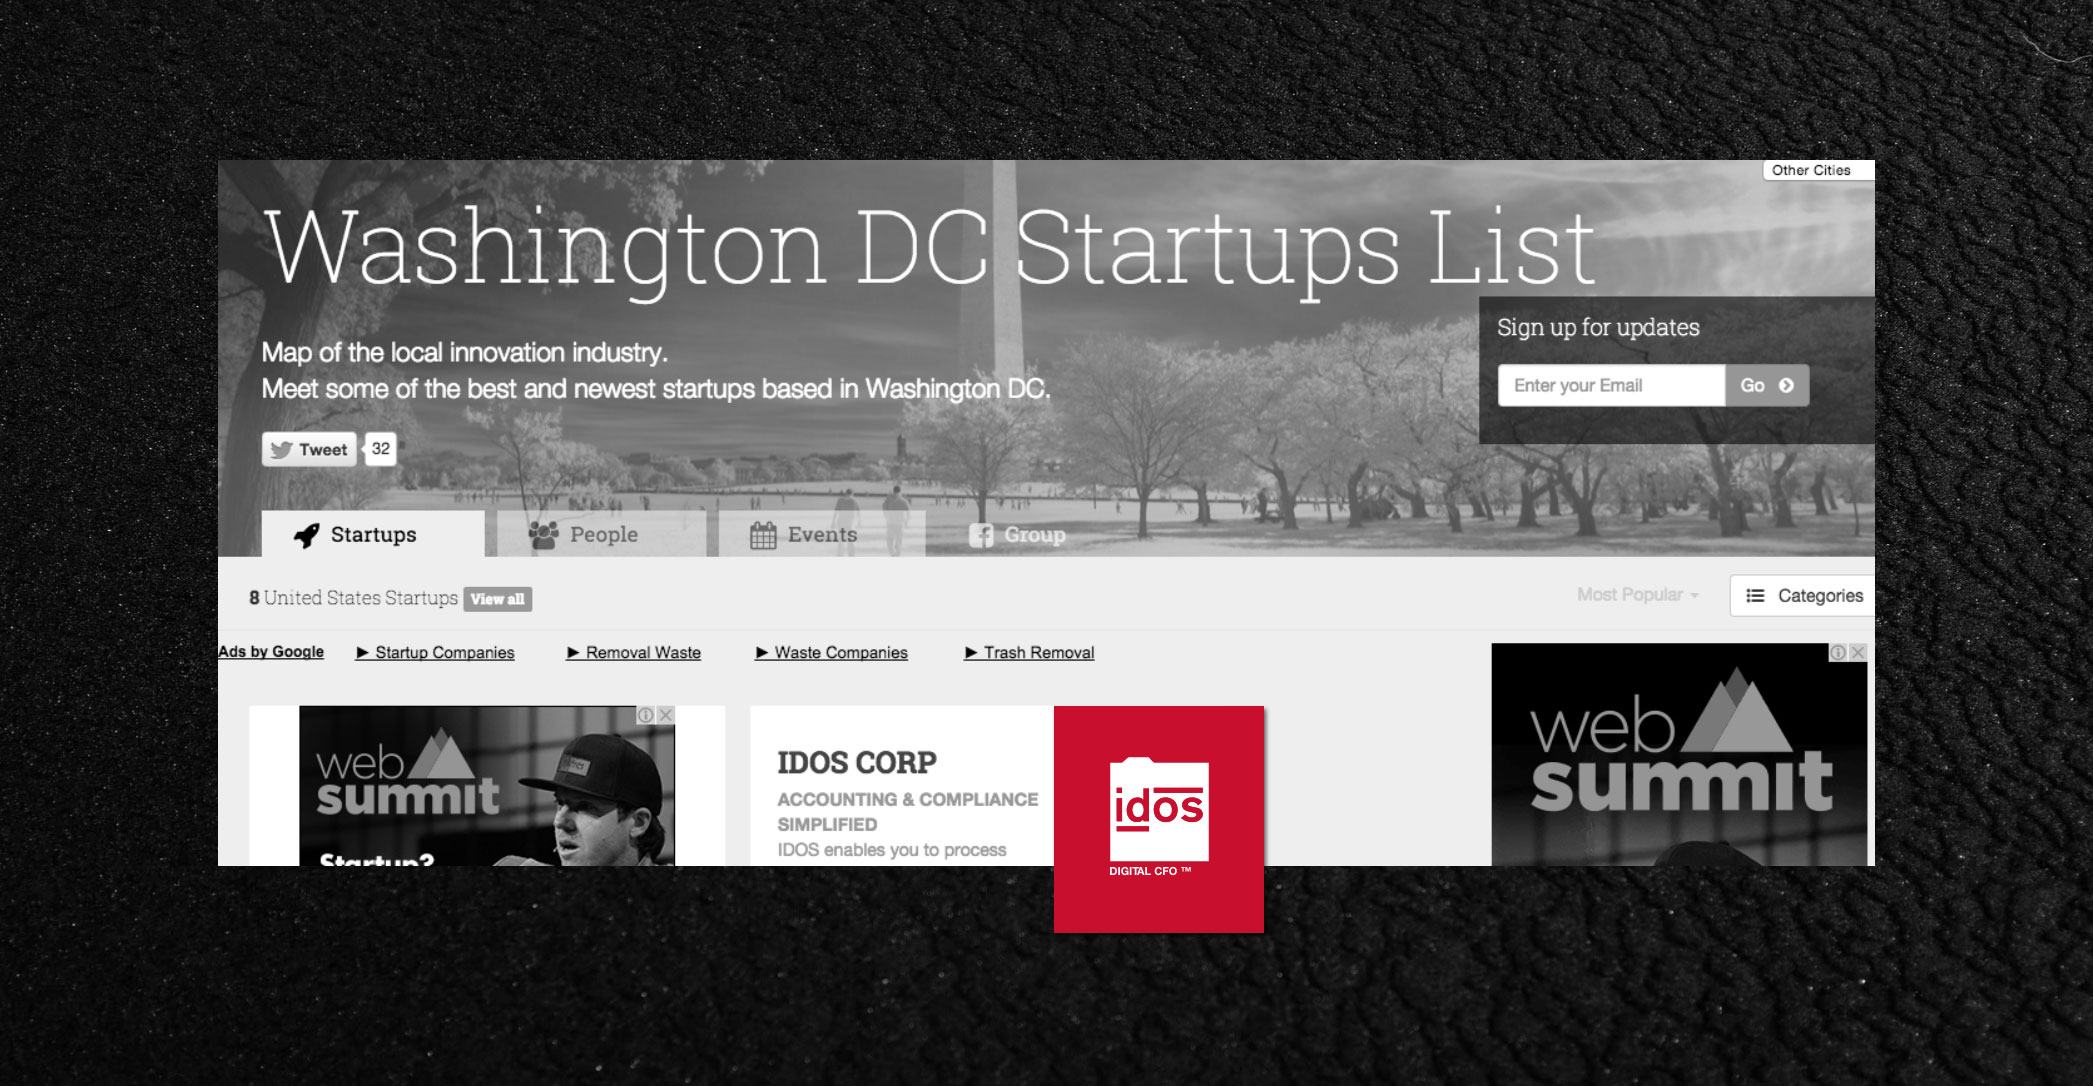 Other Cities
Washington DC Startups List
Sign up for updates
Map of the local innovation industry.
Meet some of the best and newest startups based in Washington DC.
Enter your Email Go
Tweet 32
Startups People Events Group
8 United States Startups View all
Most Popular Categories
Ads by Google Startup Companies Removal Waste Waste Companies Trash Removal
web
summit
Startup?
IDOS CORP
ACCOUNTING & COMPLIANCE
SIMPLIFIED
IDOS enables you to process
idos
DIGITAL CFO ™
web
summit